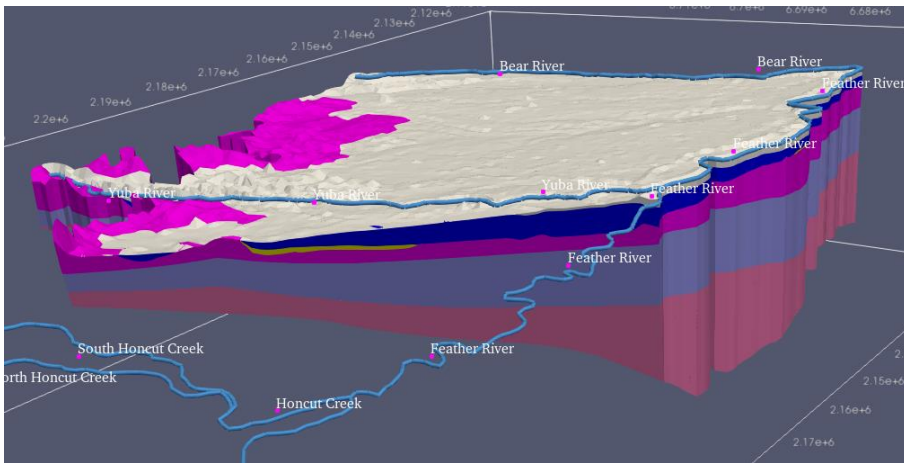 2.12e+6
6.7e+6
6.69e+6
6.68e+6
2.13e+6
2.14e+6
2.15e+6
2.16e+6
2.17e+6
2.18e+6
2.19e+6
2.2e+6
Bear River
Bear River
Feather River
Feather River
Yuba River
Yuba River
Yuba River
Feather River
Feather River
Feather River
South Honcut Creek
orth Honcut Creek
Honcut Creek
2.15e+6
2.16e+6
2.17e+6